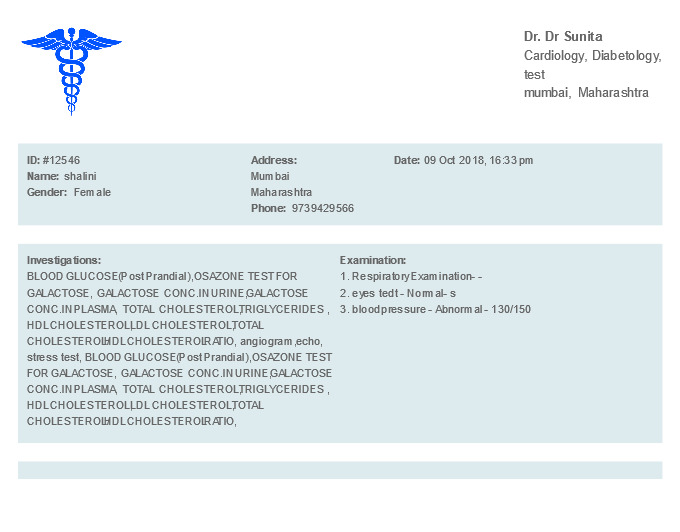 Dr. Dr Sunita
Cardiology, Diabetology,
test
mumbai, Maharashtra
ID: #12546
Name: shalini
Gender: Female
Address:
Mumbai
Maharashtra
Phone: 9739429566
Date: 09 Oct 2018, 16:33 pm
Investigations:
BLOOD GLUCOSE(Post Prandial),OSAZONE TEST FOR
GALACTOSE, GALACTOSE CONC.IN URINE,GALACTOSE
CONC.IN PLASMA, TOTAL CHOLESTEROL,TRIGLYCERIDES ,
HDL CHOLESTEROL,LDL CHOLESTEROL,TOTAL
CHOLESTEROL:HDL CHOLESTEROL RATIO, angiogram ,echo,
stress test, BLOOD GLUCOSE(Post Prandial),OSAZONE TEST
FOR GALACTOSE, GALACTOSE CONC.IN URINE,GALACTOSE
CONC.IN PLASMA, TOTAL CHOLESTEROL,TRIGLYCERIDES ,
HDL CHOLESTEROL,LDL CHOLESTEROL,TOTAL
CHOLESTEROL:HDL CHOLESTEROL RATIO,
Examination:
1. Respiratory Examination- -
2. eyes tedt - Normal- s
3. blood pressure - Abnormal - 130/150